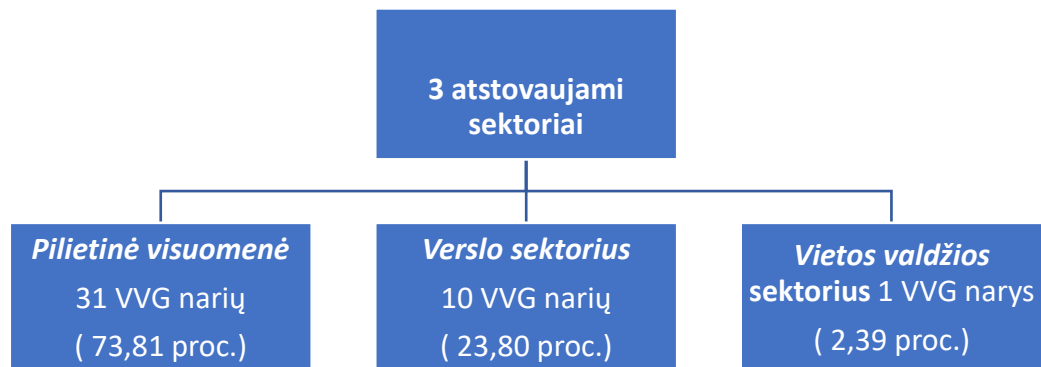 3 atstovaujami
sektoriai
Pilietinė visuomenė
31 VVG narių
( 73,81 proc.)
Verslo sektorius
10 VVG narių
( 23,80 proc.)
Vietos valdžios
sektorius 1 VVG narys
( 2,39 proc.)